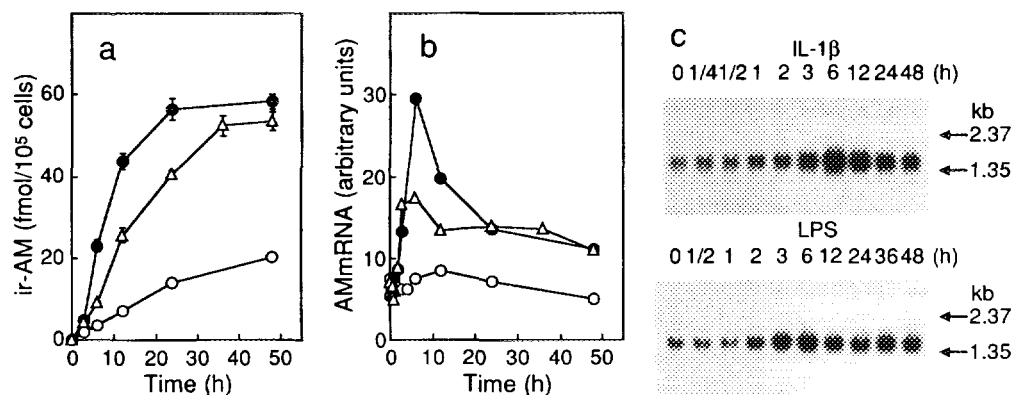 a
ir-AM (fmol/10⁵ cells)
60
40
20
0
0 10 20 30 40 50
Time (h)
b
AMmRNA (arbitrary units)
40
30
20
10
0
0 10 20 30 40 50
Time (h)
c
IL-1β
0 1/4 1/2 1 2 3 6 12 24 48 (h)
kb
2.37
1.35
LPS
0 1/2 1 2 3 6 12 24 36 48 (h)
kb
2.37
1.35